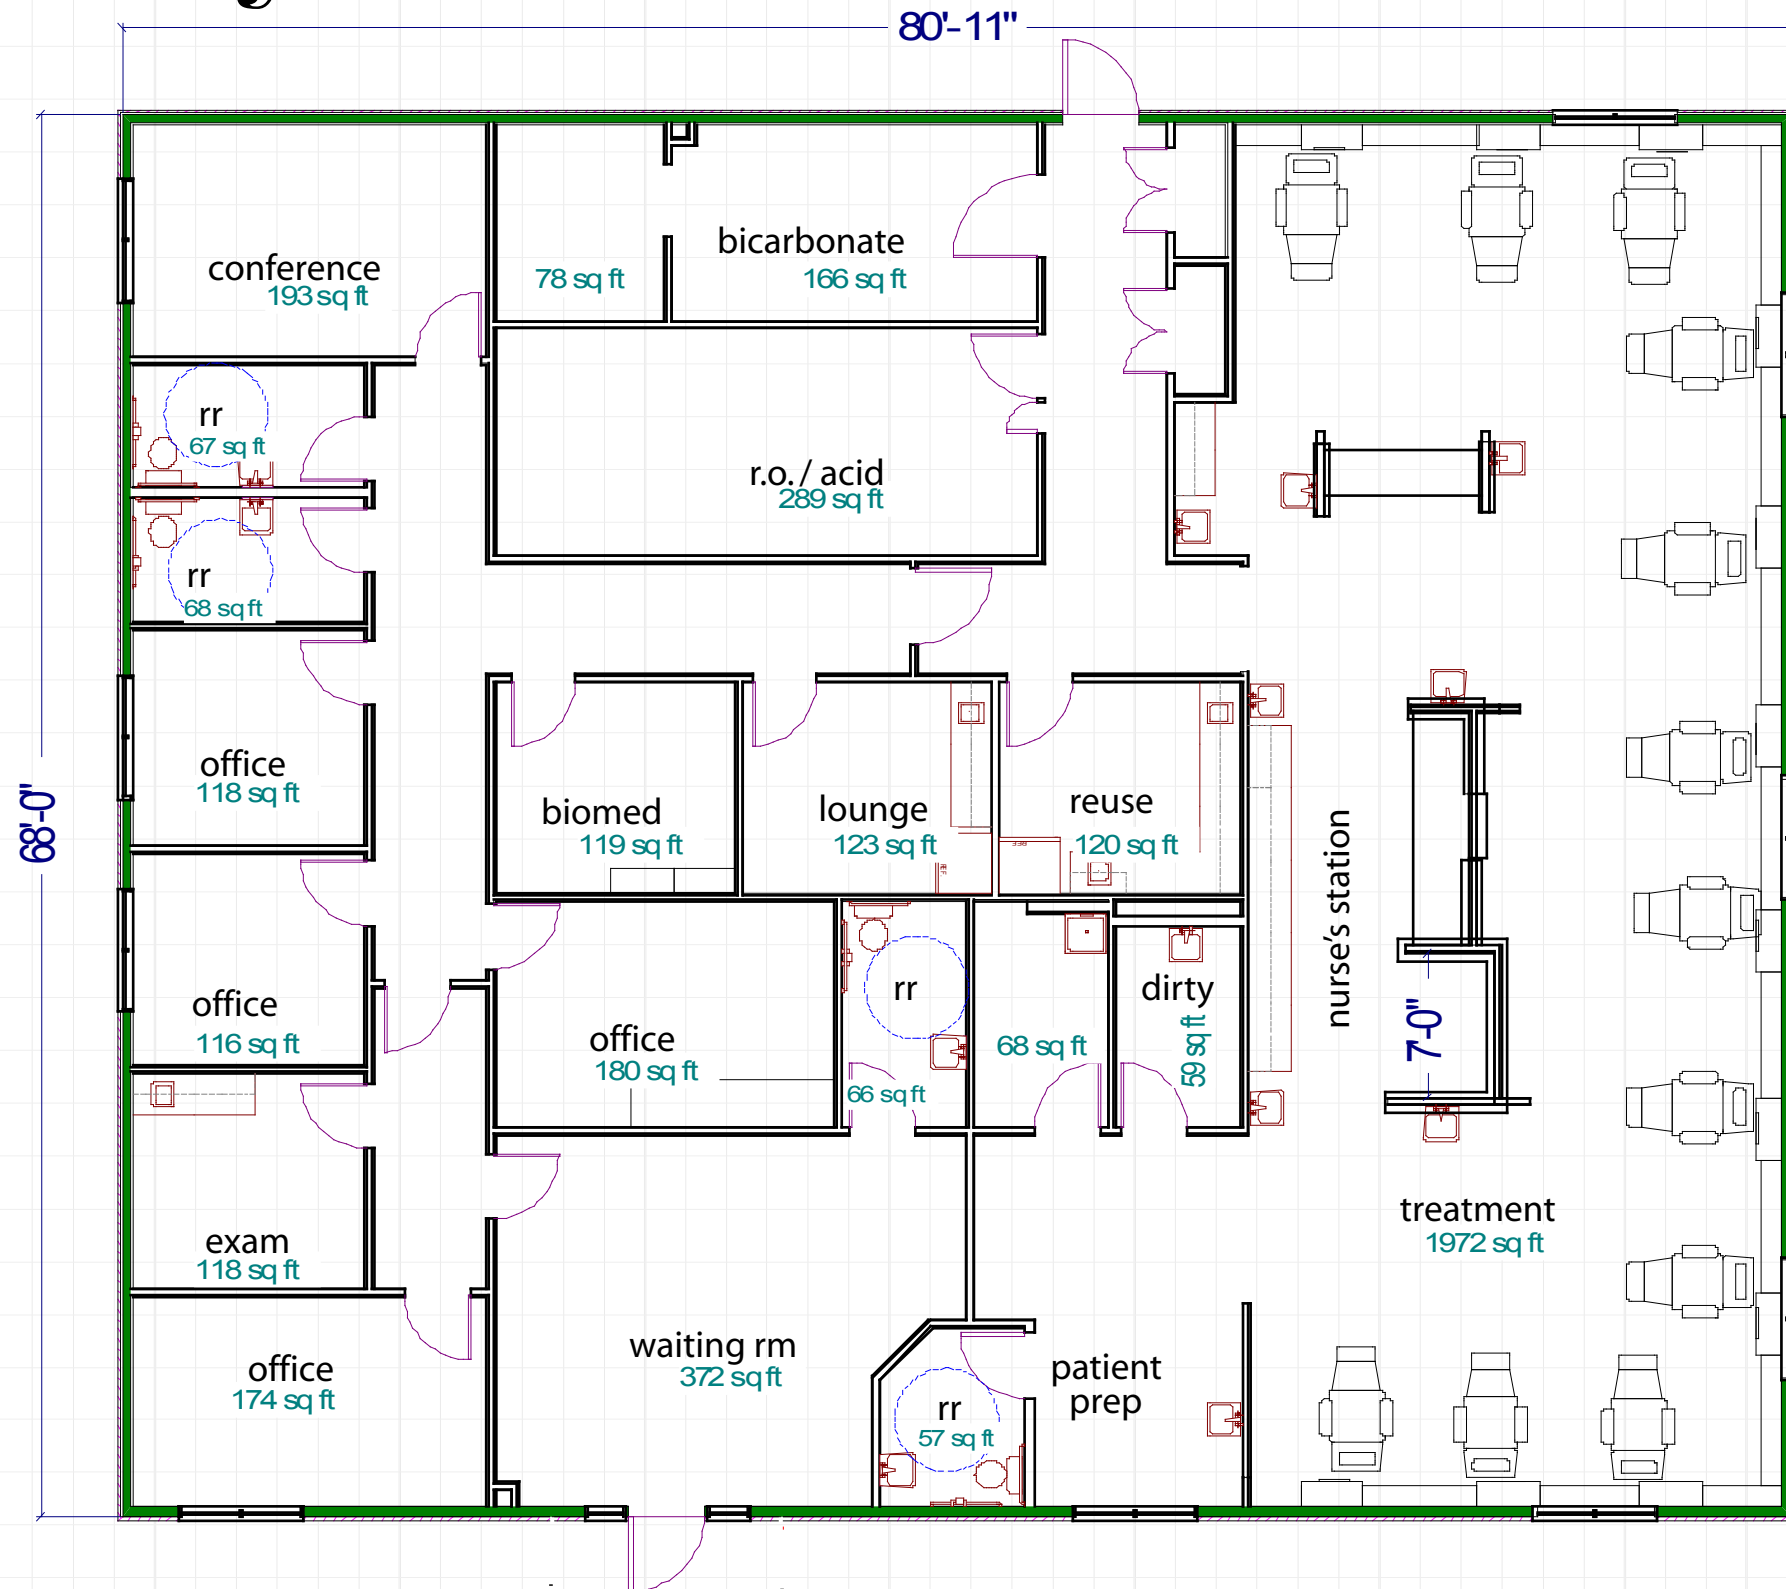 80'-11"
68'-0"
conference
193 sq ft
78 sq ft
bicarbonate
166 sq ft
rr
67 sq ft
r.o./ acid
289 sq ft
rr
68 sq ft
office
118 sq ft
biomed
119 sq ft
lounge
123 sq ft
REF.
reuse
120 sq ft
REF.
nurse's station
7'-0"
office
116 sq ft
office
180 sq ft
rr
66 sq ft
68 sq ft
dirty
59 sq ft
exam
118 sq ft
treatment
1972 sq ft
office
174 sq ft
waiting rm
372 sq ft
rr
57 sq ft
patient
prep